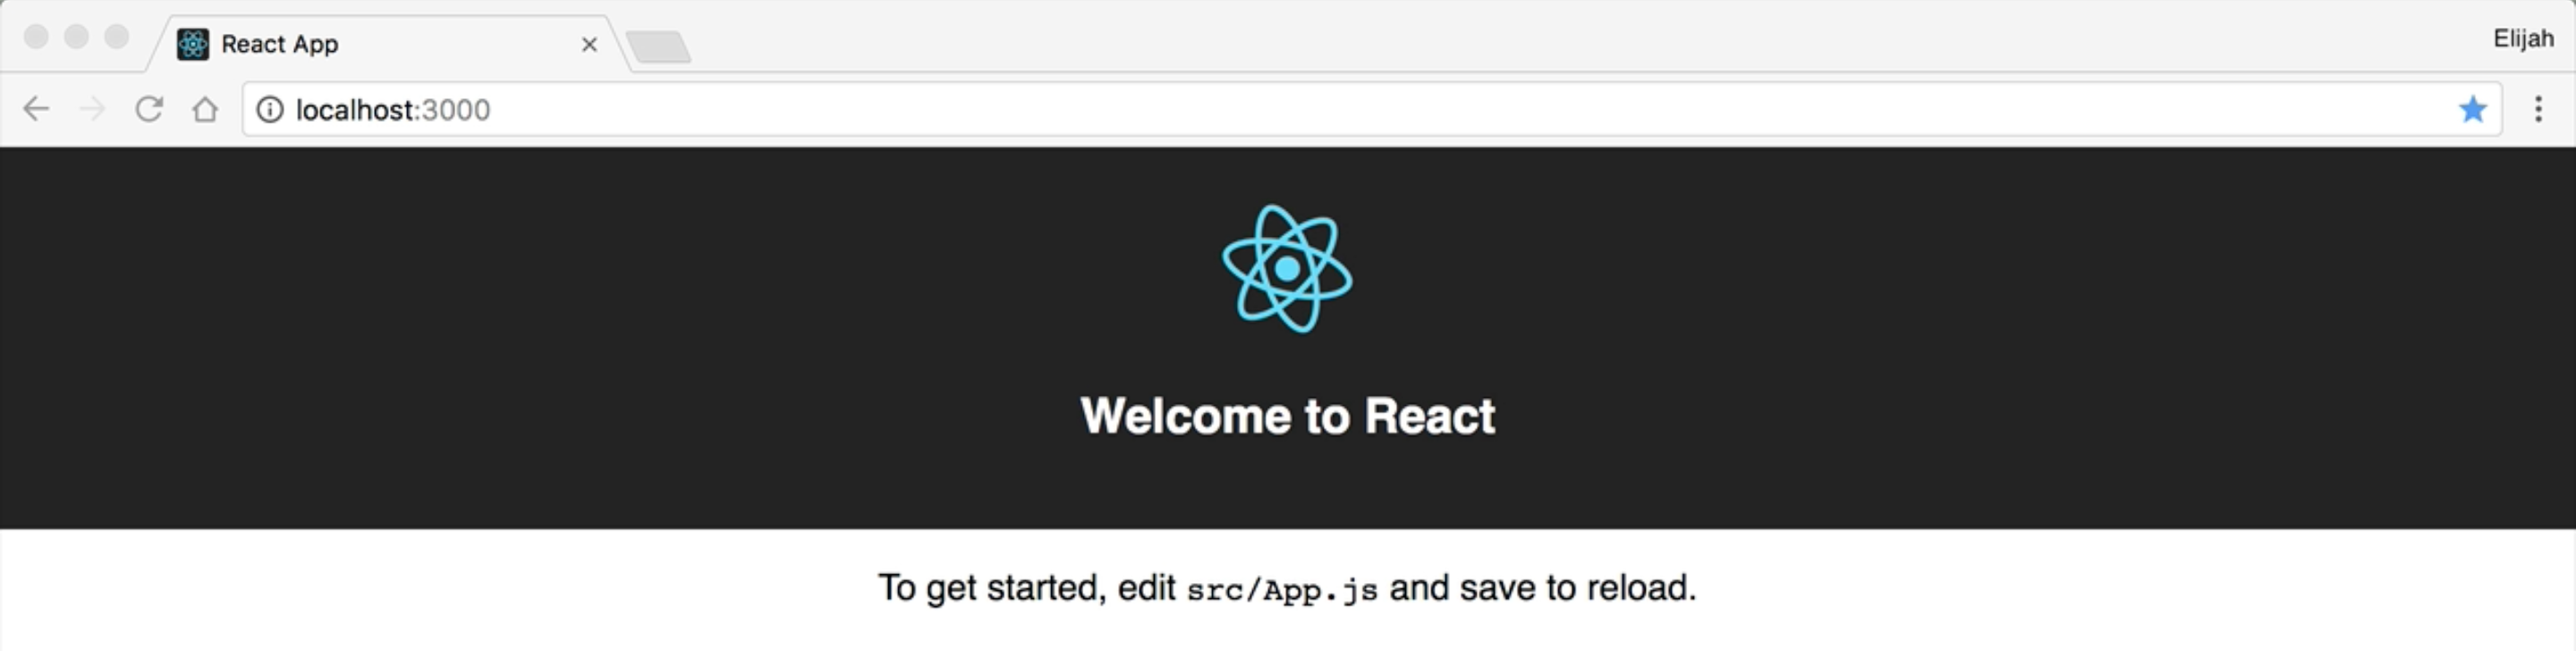 React App
Elijah
localhost:3000
Welcome to React
To get started, edit src/App.js and save to reload.